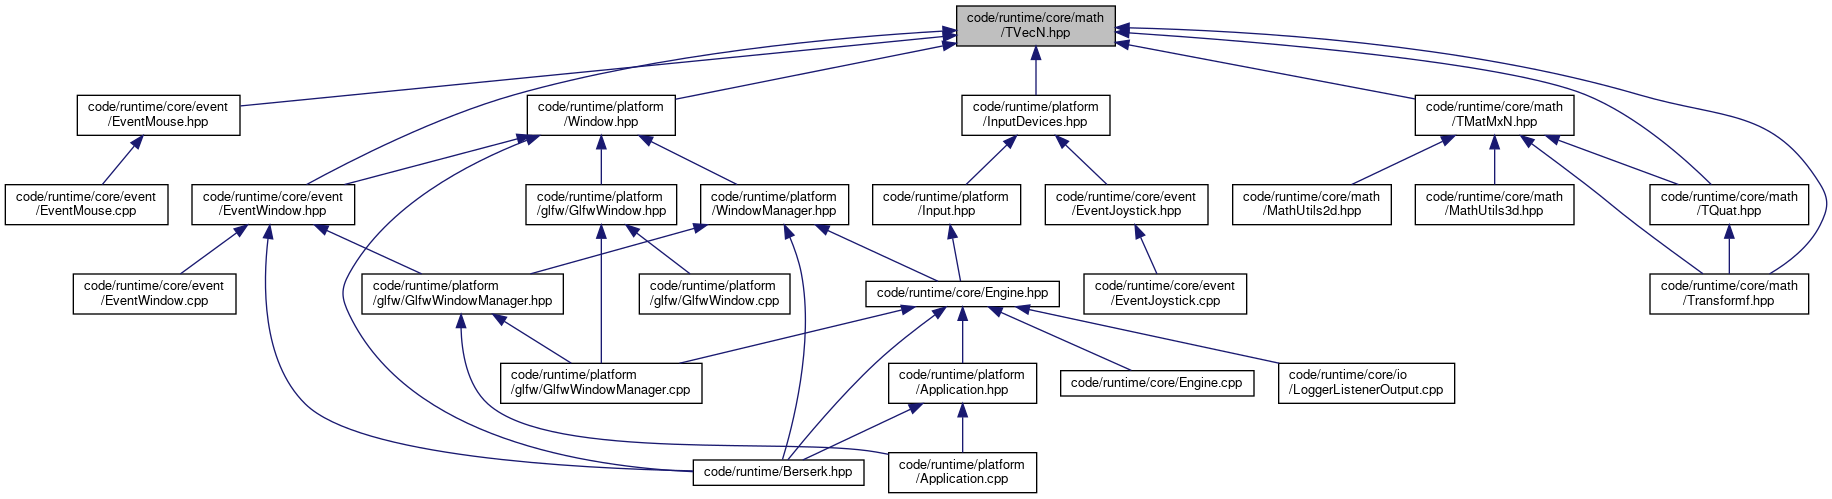 code/runtime/core/math
/TVecN.hpp
code/runtime/core/event
/EventMouse.hpp
code/runtime/platform
/Window.hpp
code/runtime/platform
/InputDevices.hpp
code/runtime/core/math
/TMatMxN.hpp
code/runtime/core/event
/EventMouse.cpp
code/runtime/core/event
/EventWindow.hpp
code/runtime/platform
/glfw/GlfwWindow.hpp
code/runtime/platform
/WindowManager.hpp
code/runtime/platform
/Input.hpp
code/runtime/core/event
/EventJoystick.hpp
code/runtime/core/math
/MathUtils2d.hpp
code/runtime/core/math
/MathUtils3d.hpp
code/runtime/core/math
/TQuat.hpp
code/runtime/core/event
/EventWindow.cpp
code/runtime/platform
/glfw/GlfwWindowManager.hpp
code/runtime/platform
/glfw/GlfwWindow.cpp
code/runtime/core/Engine.hpp
code/runtime/core/event
/EventJoystick.cpp
code/runtime/core/math
/Transformf.hpp
code/runtime/platform
/glfw/GlfwWindowManager.cpp
code/runtime/platform
/Application.hpp
code/runtime/core/Engine.cpp
code/runtime/core/io
/LoggerListenerOutput.cpp
code/runtime/Berserk.hpp
code/runtime/platform
/Application.cpp